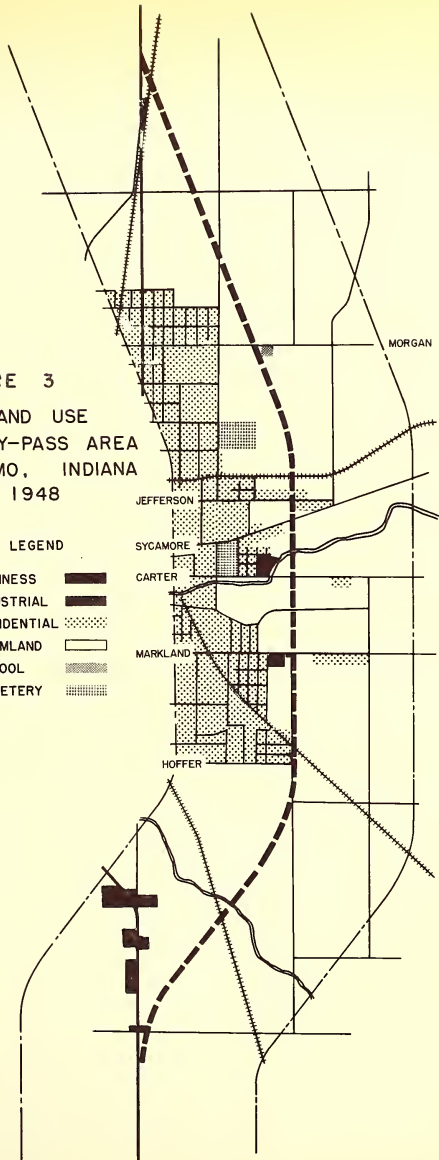 RE 3
AND USE
Y-PASS AREA
MO, INDIANA
1948
LEGEND
INESS
STRIAL
IDENTIAL
MLAND
OOL
ETERY
MORGAN
JEFFERSON
SYCAMORE
CARTER
MARKLAND
HOFFER